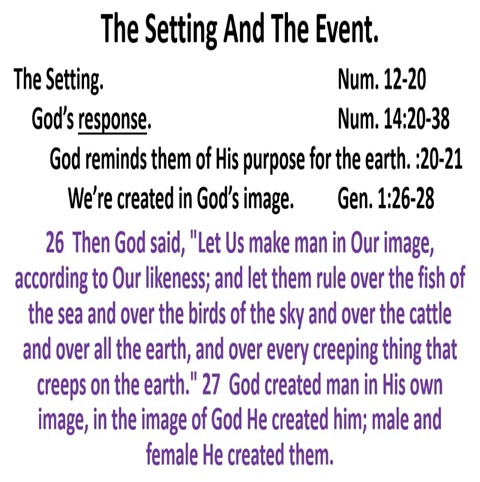 The Setting And The Event.
The Setting. Num. 12-20
God's response. Num. 14:20-38
God reminds them of His purpose for the earth. :20-21
We're created in God's image. Gen. 1:26-28
26 Then God said, "Let Us make man in Our image,
according to Our likeness; and let them rule over the fish of
the sea and over the birds of the sky and over the cattle
and over all the earth, and over every creeping thing that
creeps on the earth." 27 God created man in His own
image, in the image of God He created him; male and
female He created them.